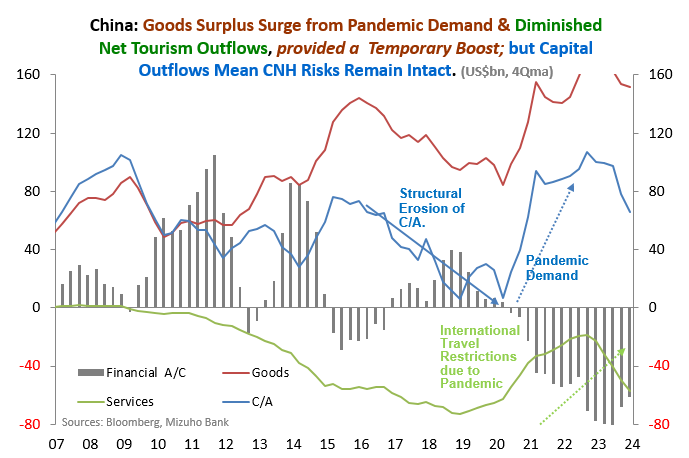 China: Goods Surplus Surge from Pandemic Demand & Diminished
Net Tourism Outflows, provided a Temporary Boost; but Capital
Outflows Mean CNH Risks Remain Intact. (US$bn, 4Qma)
160 160
120 120
80 80
Structural
Erosion of
C/A.
40 40
Pandemic
Demand
0 0
International
Travel
Restrictions
due to
Pandemic
-40 -40
Financial A/C Goods
Services C/A
Sources: Bloomberg, Mizuho Bank
-80 -80
07 08 09 10 11 12 13 14 15 16 17 18 19 20 21 22 23 24